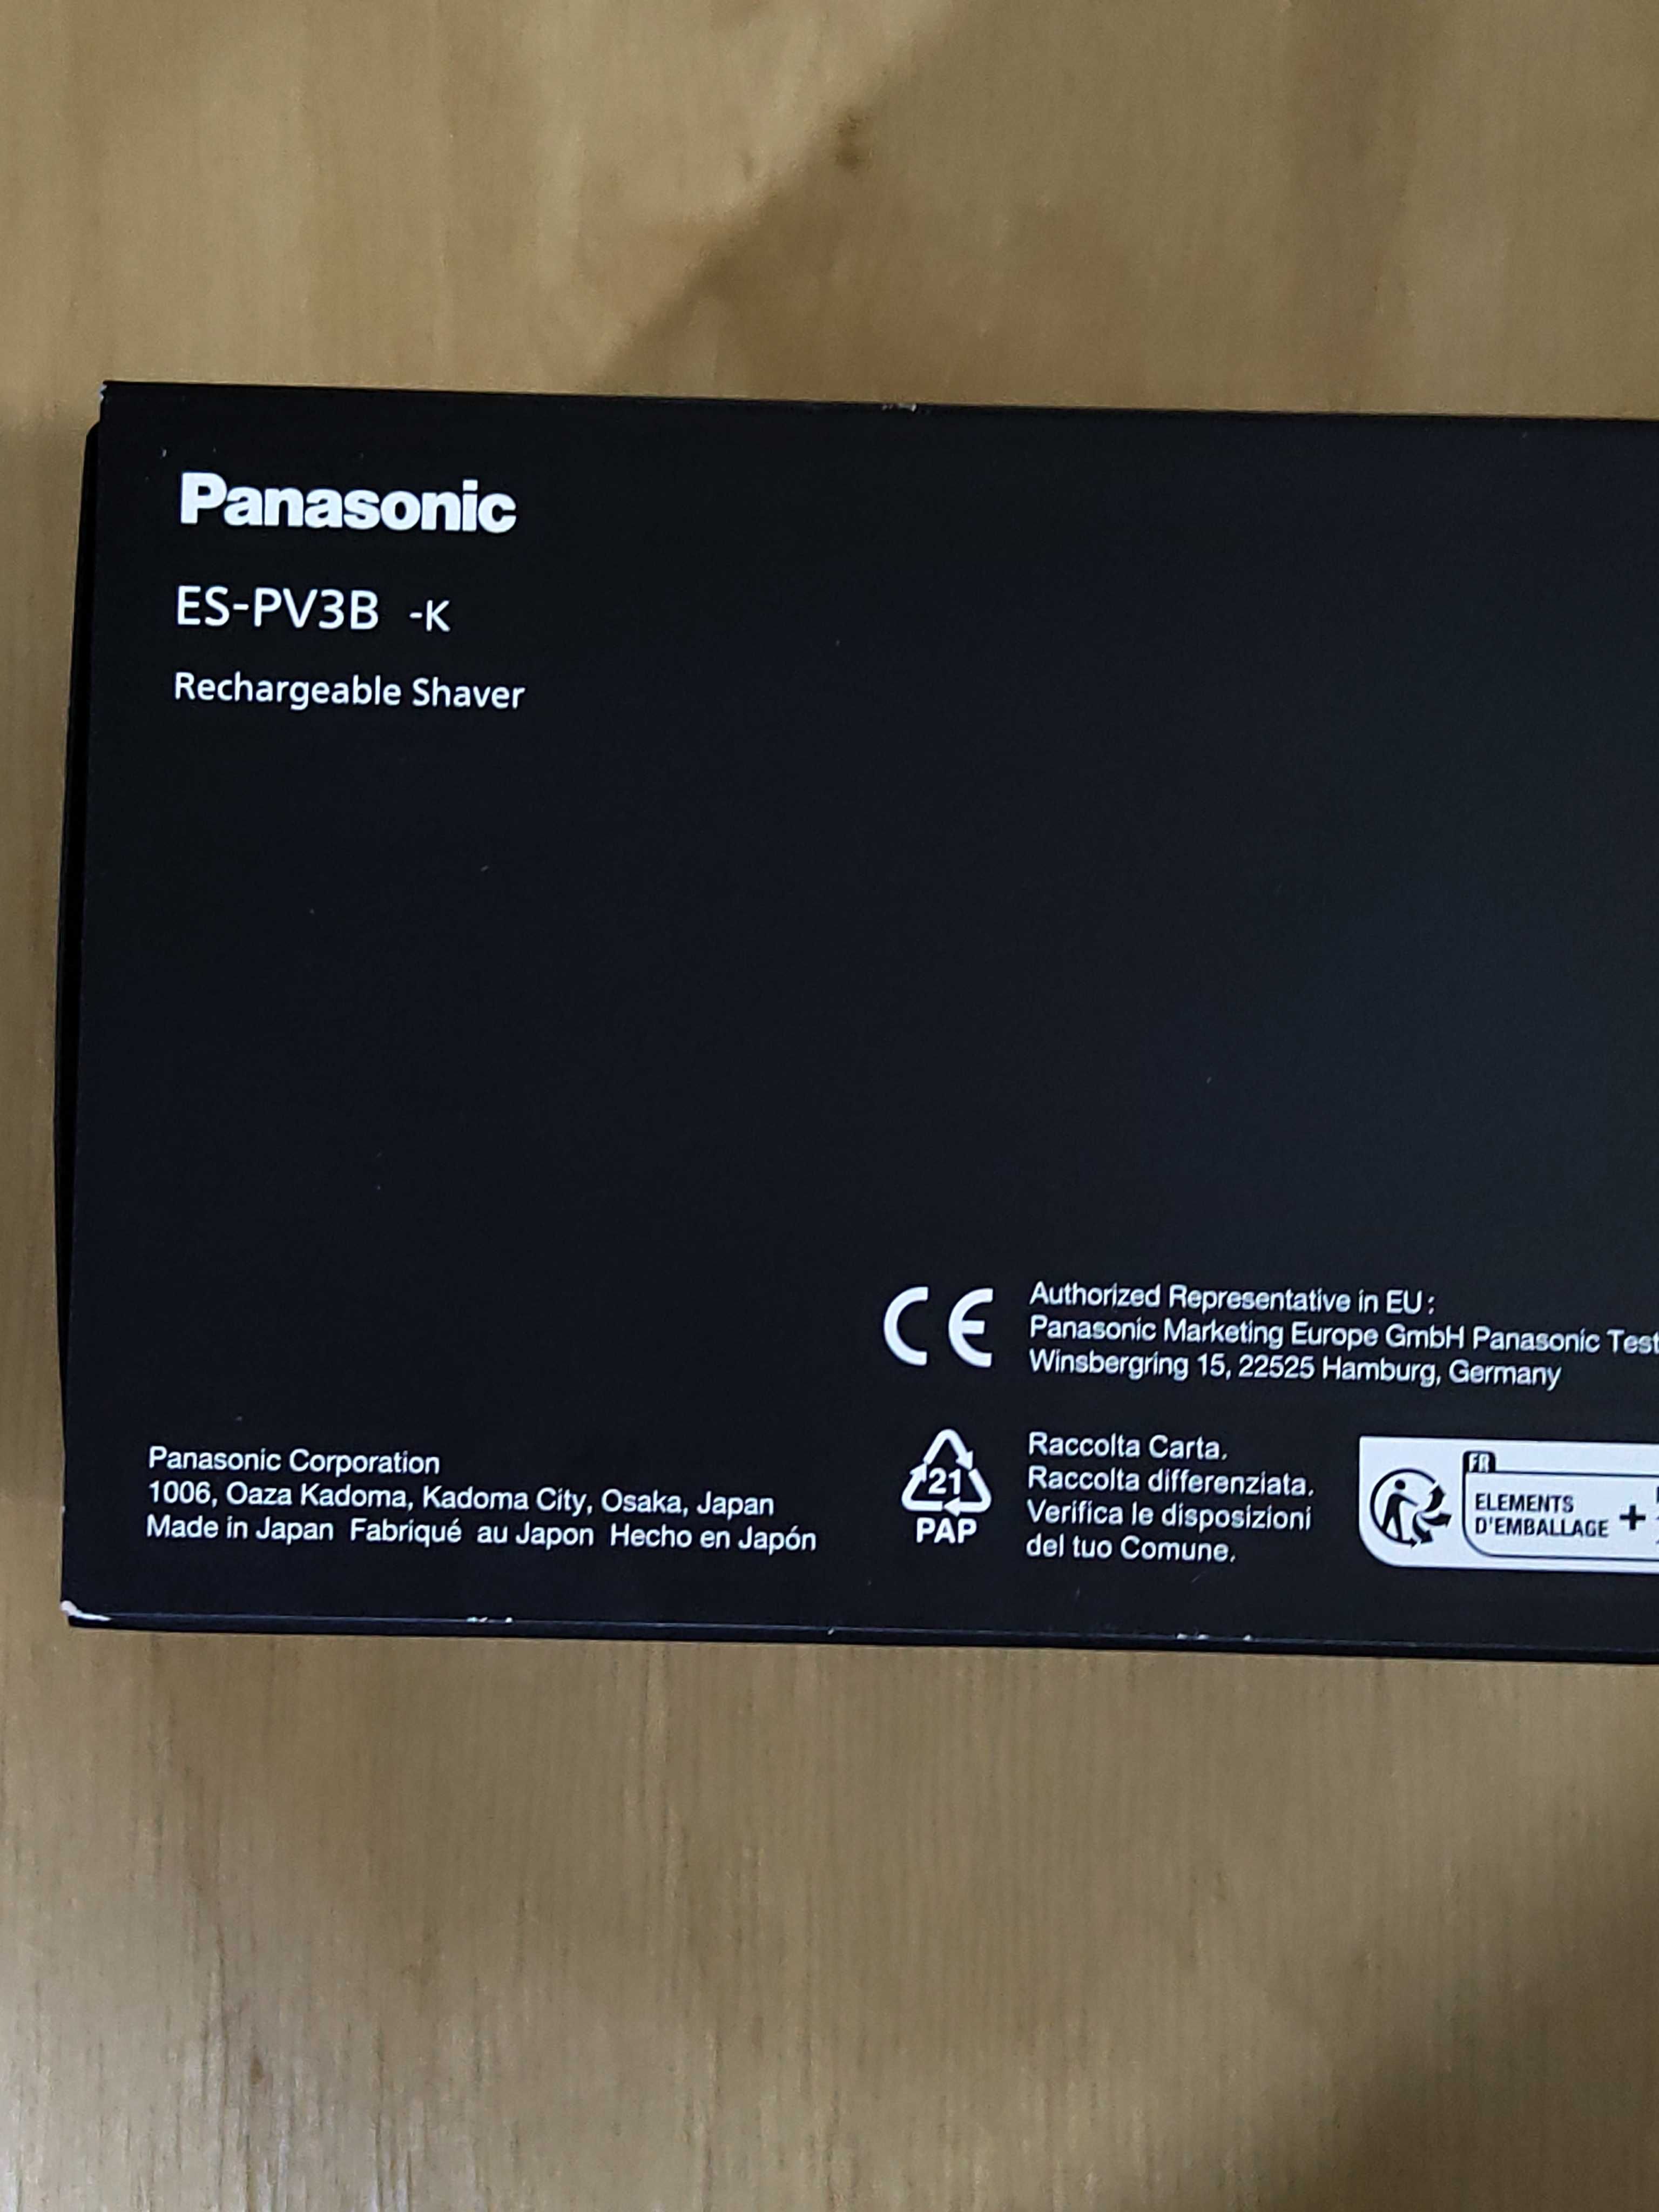 Panasonic
ES-PV3B -K
Rechargeable Shaver
CE
Authorized Representative in EU :
Panasonic Marketing Europe GmbH Panasonic Test
Winsbergring 15, 22525 Hamburg, Germany
Panasonic Corporation
1006, Oaza Kadoma, Kadoma City, Osaka, Japan
Made in Japan Fabriqué au Japon Hecho en Japón
21
PAP
Raccolta Carta.
Raccolta differenziata.
Verifica le disposizioni
del tuo Comune.
FR
ELEMENTS
D'EMBALLAGE +